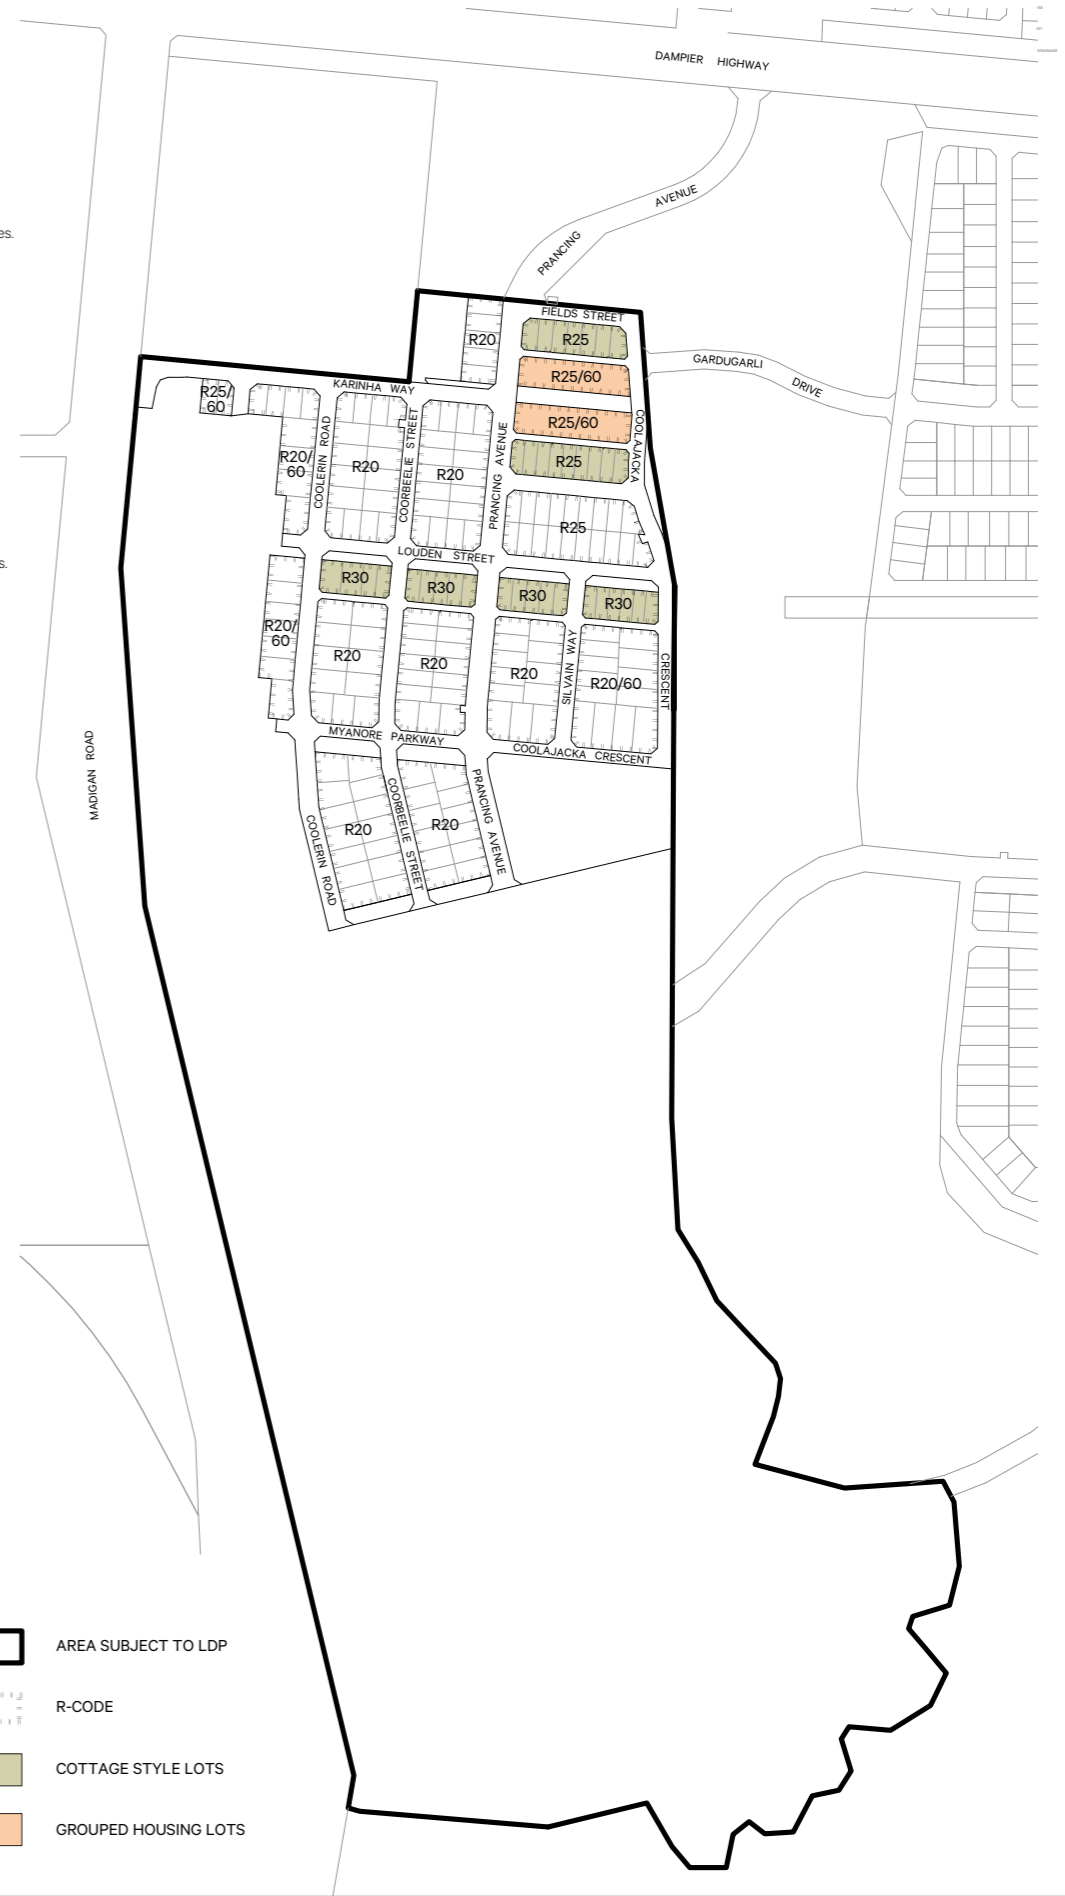 DAMPIER HIGHWAY
AVENUE
PRANCING
es.
FIELDS STREET
R20
R25
GARDUGARLI
DRIVE
R25/60
KARINHA WAY
R25/
60
COOLAJACKA
R25/60
COOLERIN ROAD
COORBEELIE STREET
PRANCING AVENUE
R20/
60
R20
R20
R25
R25
LOUDEN STREET
s.
R30
R30
R30
R30
R20/
60
R20
R20
R20
SILVAIN WAY
R20/60
CRESCENT
MYANORE PARKWAY
COOLAJACKA CRESCENT
MADIGAN ROAD
COOLERIN ROAD
R20
COORBEELIE STREET
R20
PRANCING AVENUE
AREA SUBJECT TO LDP
R-CODE
COTTAGE STYLE LOTS
GROUPED HOUSING LOTS